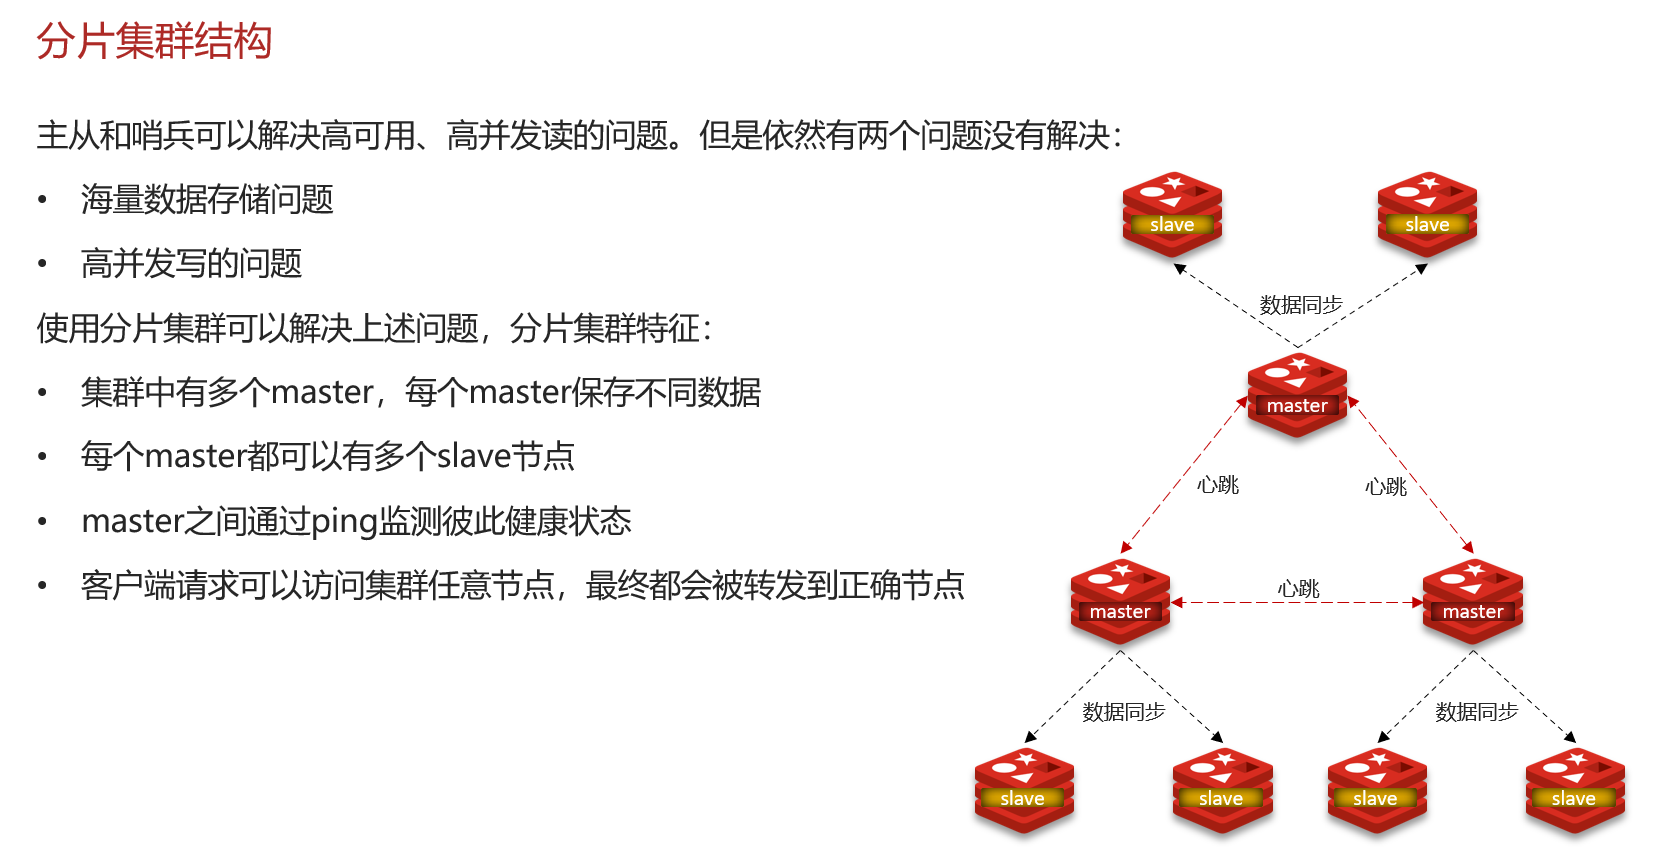 分片集群结构
主从和哨兵可以解决高可用、高并发读的问题。但是依然有两个问题没有解决：
• 海量数据存储问题
• 高并发写的问题
使用分片集群可以解决上述问题，分片集群特征：
• 集群中有多个master，每个master保存不同数据
• 每个master都可以有多个slave节点
• master之间通过ping监测彼此健康状态
• 客户端请求可以访问集群任意节点，最终都会被转发到正确节点
slave
slave
数据同步
master
心跳
心跳
master
心跳
master
数据同步
数据同步
slave
slave
slave
slave